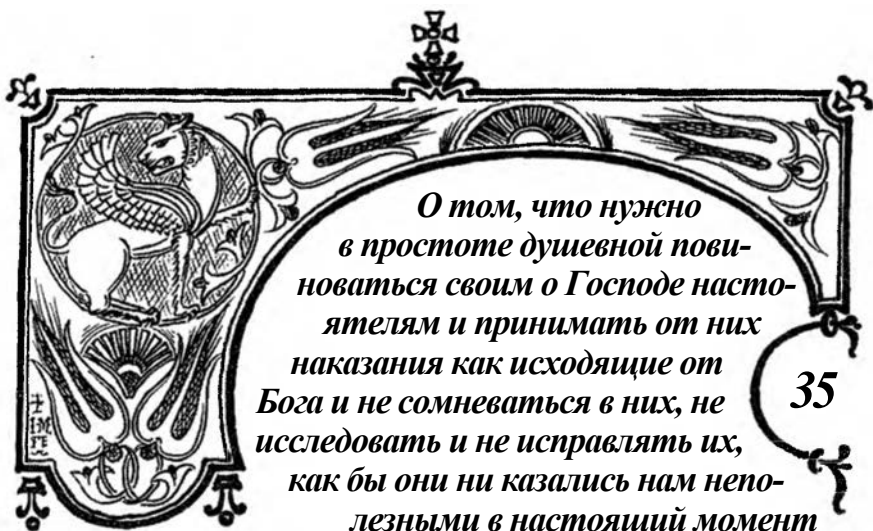 О том, что нужно
в простоте душевной пови-
новаться своим о Господе насто-
ятелям и принимать от них
наказания как исходящие от
Бога и не сомневаться в них, не
исследовать и не исправлять их,
как бы они ни казались нам непо-
лезными в настоящий момент
35